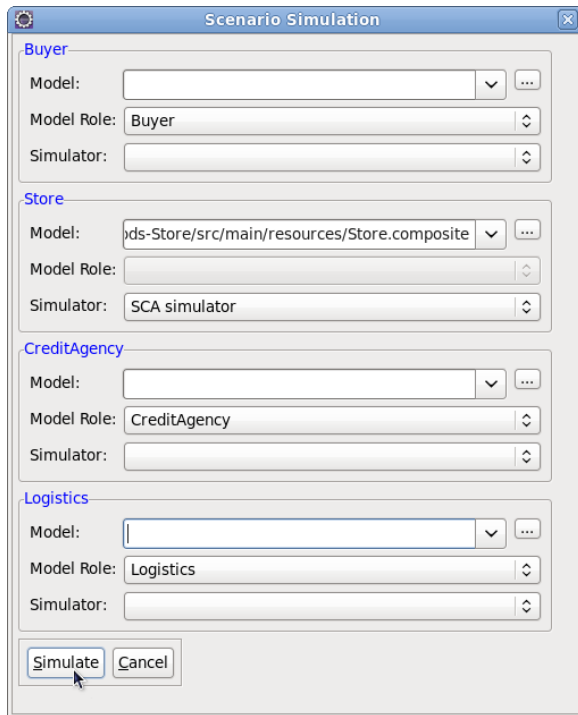 Scenario Simulation
Buyer
Model:
...
Model Role: Buyer
Simulator:
Store
Model: ods-Store/src/main/resources/Store.composite
...
Model Role:
Simulator: SCA simulator
CreditAgency
Model:
...
Model Role: CreditAgency
Simulator:
Logistics
Model:
...
Model Role: Logistics
Simulator:
Simulate Cancel